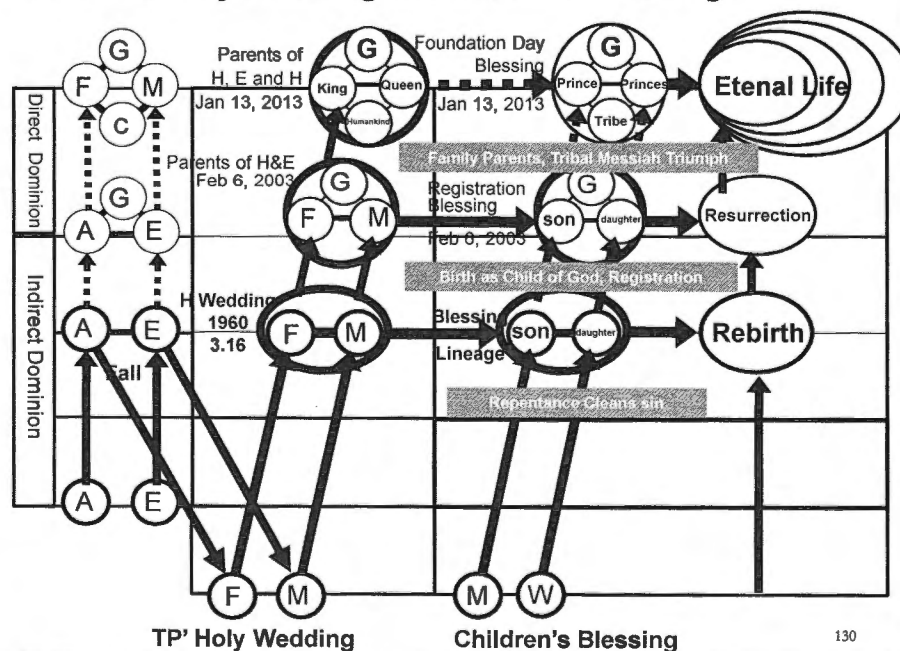 G
F M
C
Direct Dominion
A G E
Indirect Dominion
A E
Fall
A E
Parents of
H, E and H
Jan 13, 2013
G
King Queen
Humankind
Foundation Day
Blessing
Jan 13, 2013
G
Prince Princes
Tribe
Etenal Life
Family Parents, Tribal Messiah Triumph
Parents of H&E
Feb 6, 2003
G
F M
Registration
Blessing
Feb 6, 2003
G
son daughter
Resurrection
Birth as Child of God, Registration
H Wedding
1960
3.16
F M
Blessing
Lineage
son daughter
Rebirth
Repentance Cleans sin
F M
M W
TP' Holy Wedding
Children's Blessing
130